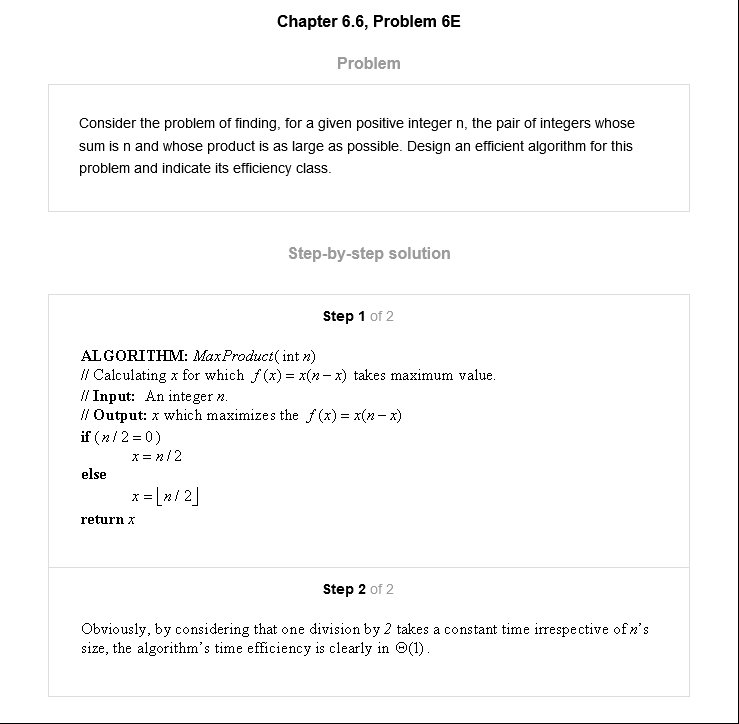 Chapter 6.6, Problem 6E
Problem
Consider the problem of finding, for a given positive integer n, the pair of integers whose
sum is n and whose product is as large as possible. Design an efficient algorithm for this
problem and indicate its efficiency class.
Step-by-step solution
Step 1 of 2
ALGORITHM: MaxProduct( int n)
// Calculating x for which f(x) = x(n − x) takes maximum value.
// Input: An integer n.
// Output: x which maximizes the f(x) = x(n − x)
if ( n / 2 = 0 )
x = n / 2
else
x = ⌊n / 2⌋
return x
Step 2 of 2
Obviously, by considering that one division by 2 takes a constant time irrespective of n's
size, the algorithm's time efficiency is clearly in Θ(1).